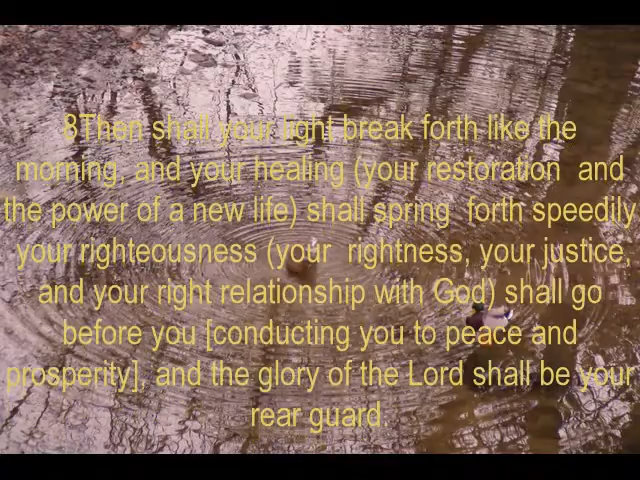 8Then shall your light break forth like the
morning, and your healing (your restoration  and
the power of a new life) shall spring  forth speedily
your righteousness (your  rightness, your justice,
and your right relationship with God) shall go
before you [conducting you to peace and
prosperity], and the glory of the Lord shall be your
rear guard.